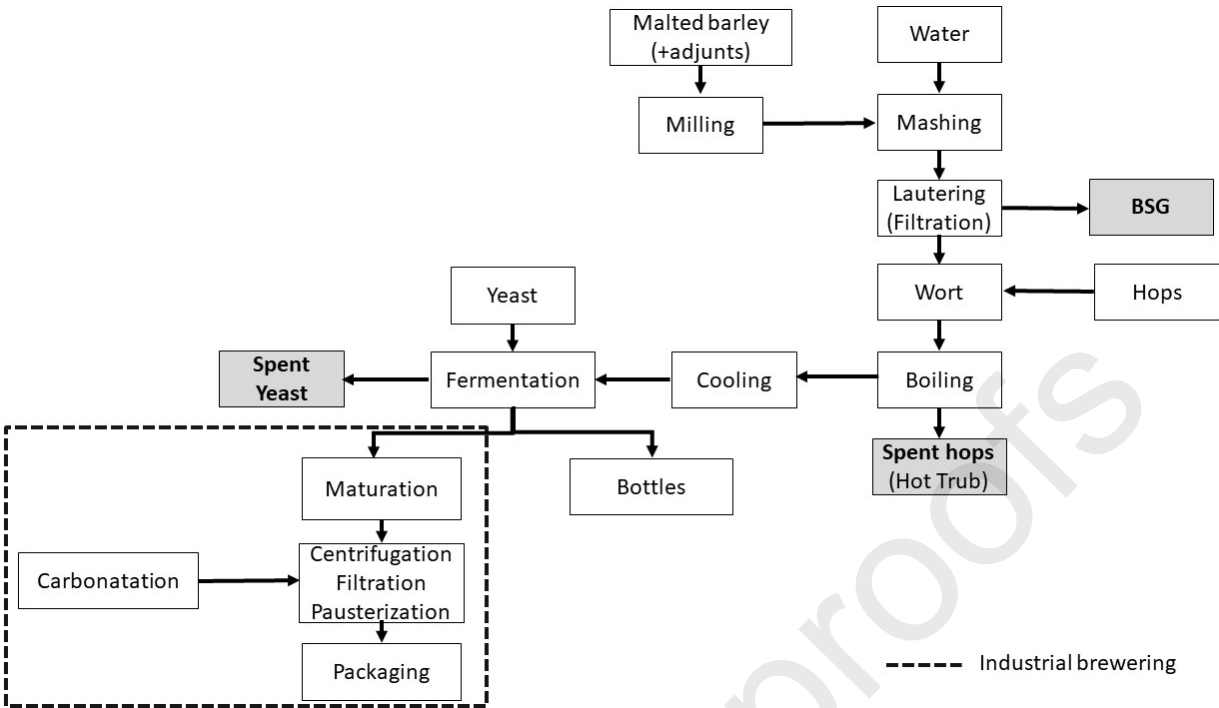 Malted barley
(+adjunts)
Water
Milling
Mashing
Lautering
(Filtration)
BSG
Yeast
Wort
Hops
Spent
Yeast
Fermentation
Cooling
Boiling
Spent hops
(Hot Trub)
Maturation
Bottles
Carbonatation
Centrifugation
Filtration
Pausterization
Packaging
Industrial brewering
proofs